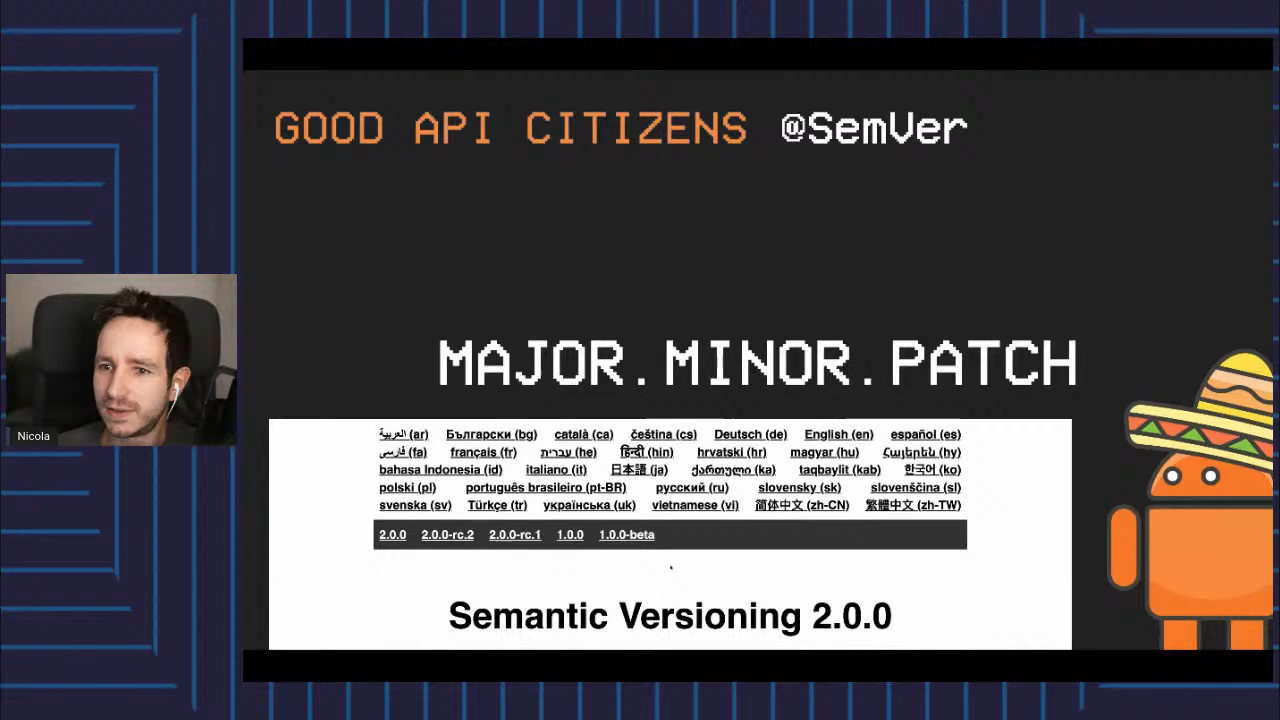 GOOD API CITIZENS @SemVer
MAJOR.MINOR.PATCH
Nicola
العربية (ar) Български (bg) català (ca) čeština (cs) Deutsch (de) English (en) español (es)
فارسی (fa) français (fr) עברית (he) हिन्दी (hin) hrvatski (hr) magyar (hu) Հայերեն (hy)
bahasa Indonesia (id) italiano (it) 日本語 (ja) ქართული (ka) taqbaylit (kab) 한국어 (ko)
polski (pl) português brasileiro (pt-BR) русский (ru) slovensky (sk) slovenščina (sl)
svenska (sv) Türkçe (tr) українська (uk) vietnamese (vi) 简体中文 (zh-CN) 繁體中文 (zh-TW)
2.0.0 2.0.0-rc.2 2.0.0-rc.1 1.0.0 1.0.0-beta
Semantic Versioning 2.0.0